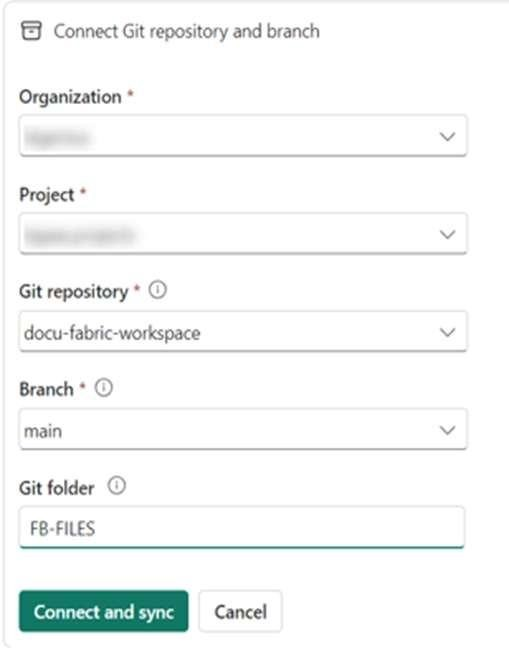 Connect Git repository and branch
Organization *
Project *
Git repository *
docu-fabric-workspace
Branch *
main
Git folder
FB-FILES
Connect and sync
Cancel